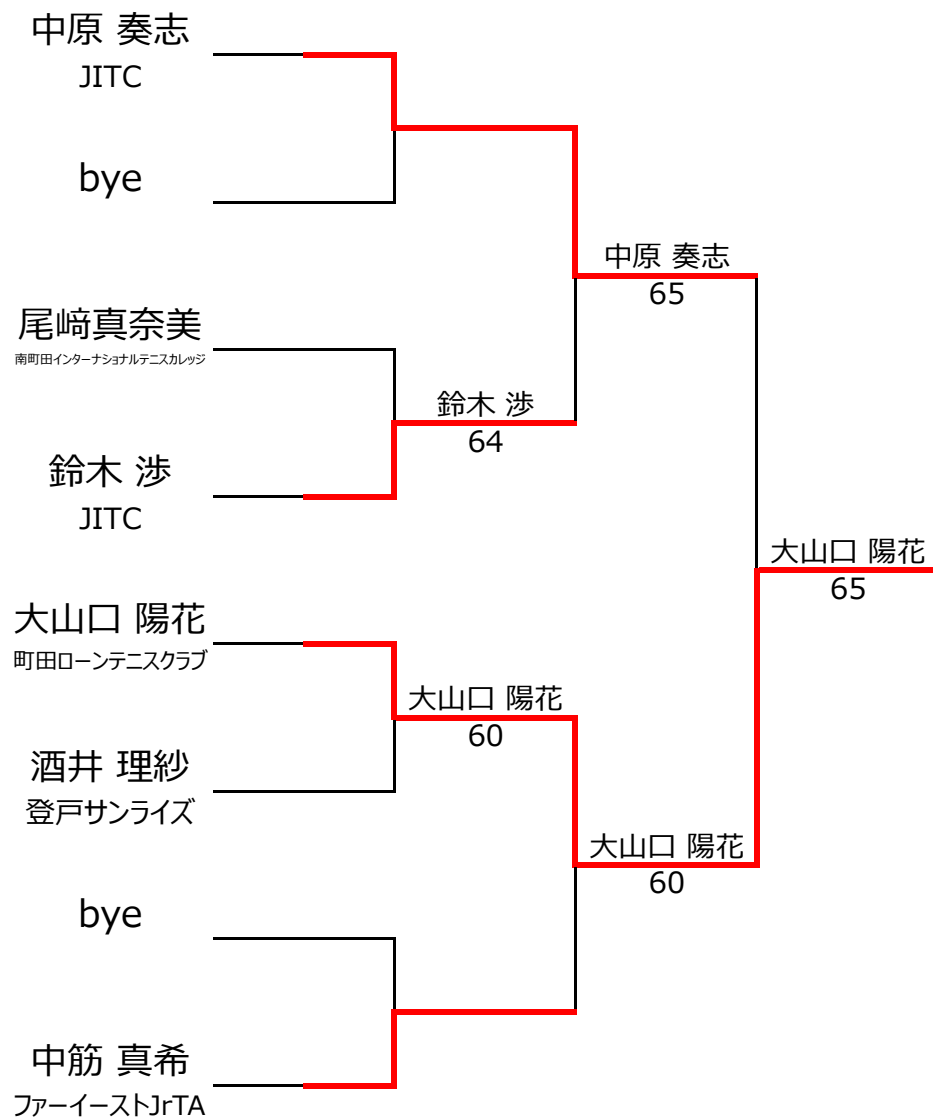 中原 奏志
JITC
bye
中原 奏志
65
尾﨑真奈美
南町田インターナショナルテニスカレッジ
鈴木 渉
64
鈴木 渉
JITC
大山口 陽花
65
大山口 陽花
町田ローンテニスクラブ
大山口 陽花
60
酒井 理紗
登戸サンライズ
大山口 陽花
60
bye
中筋 真希
ファーイーストJrTA